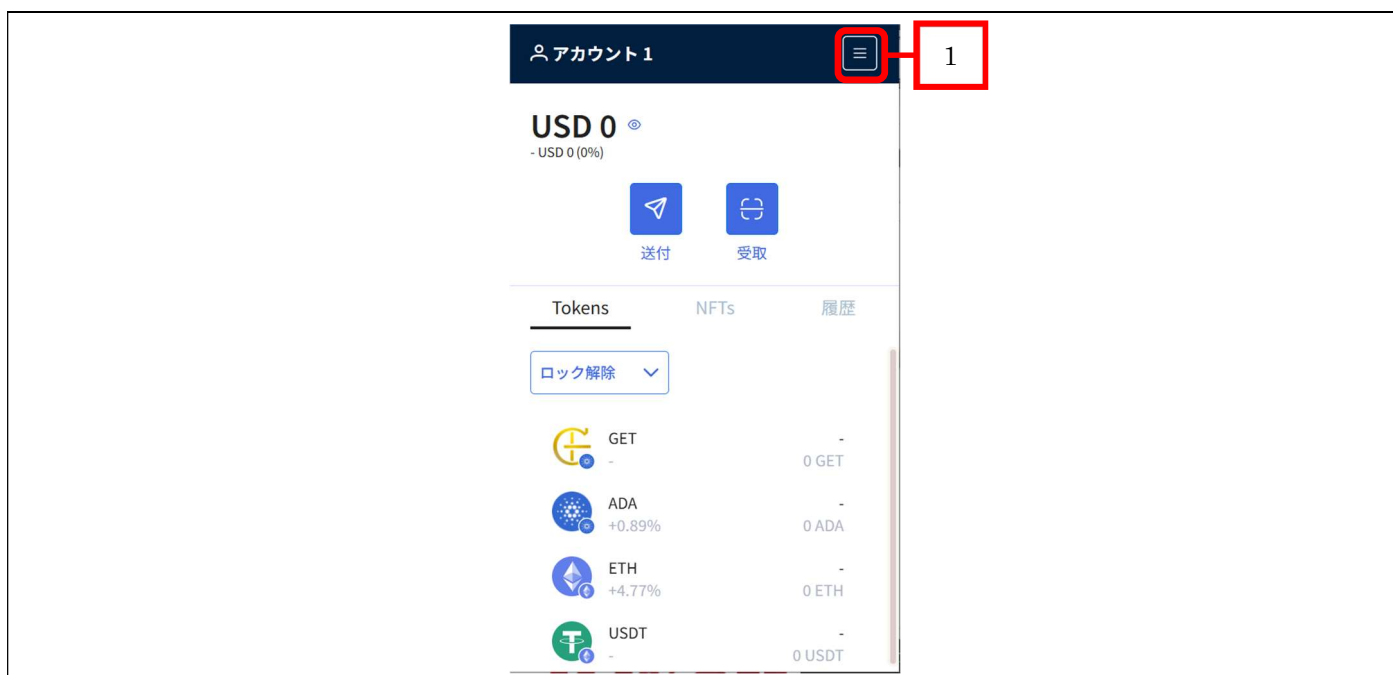 アカウント 1
1
USD 0
- USD 0 (0%)
送付 受取
Tokens NFTs 履歴
ロック解除
GET -
- 0 GET
ADA -
+0.89% 0 ADA
ETH -
+4.77% 0 ETH
USDT -
- 0 USDT